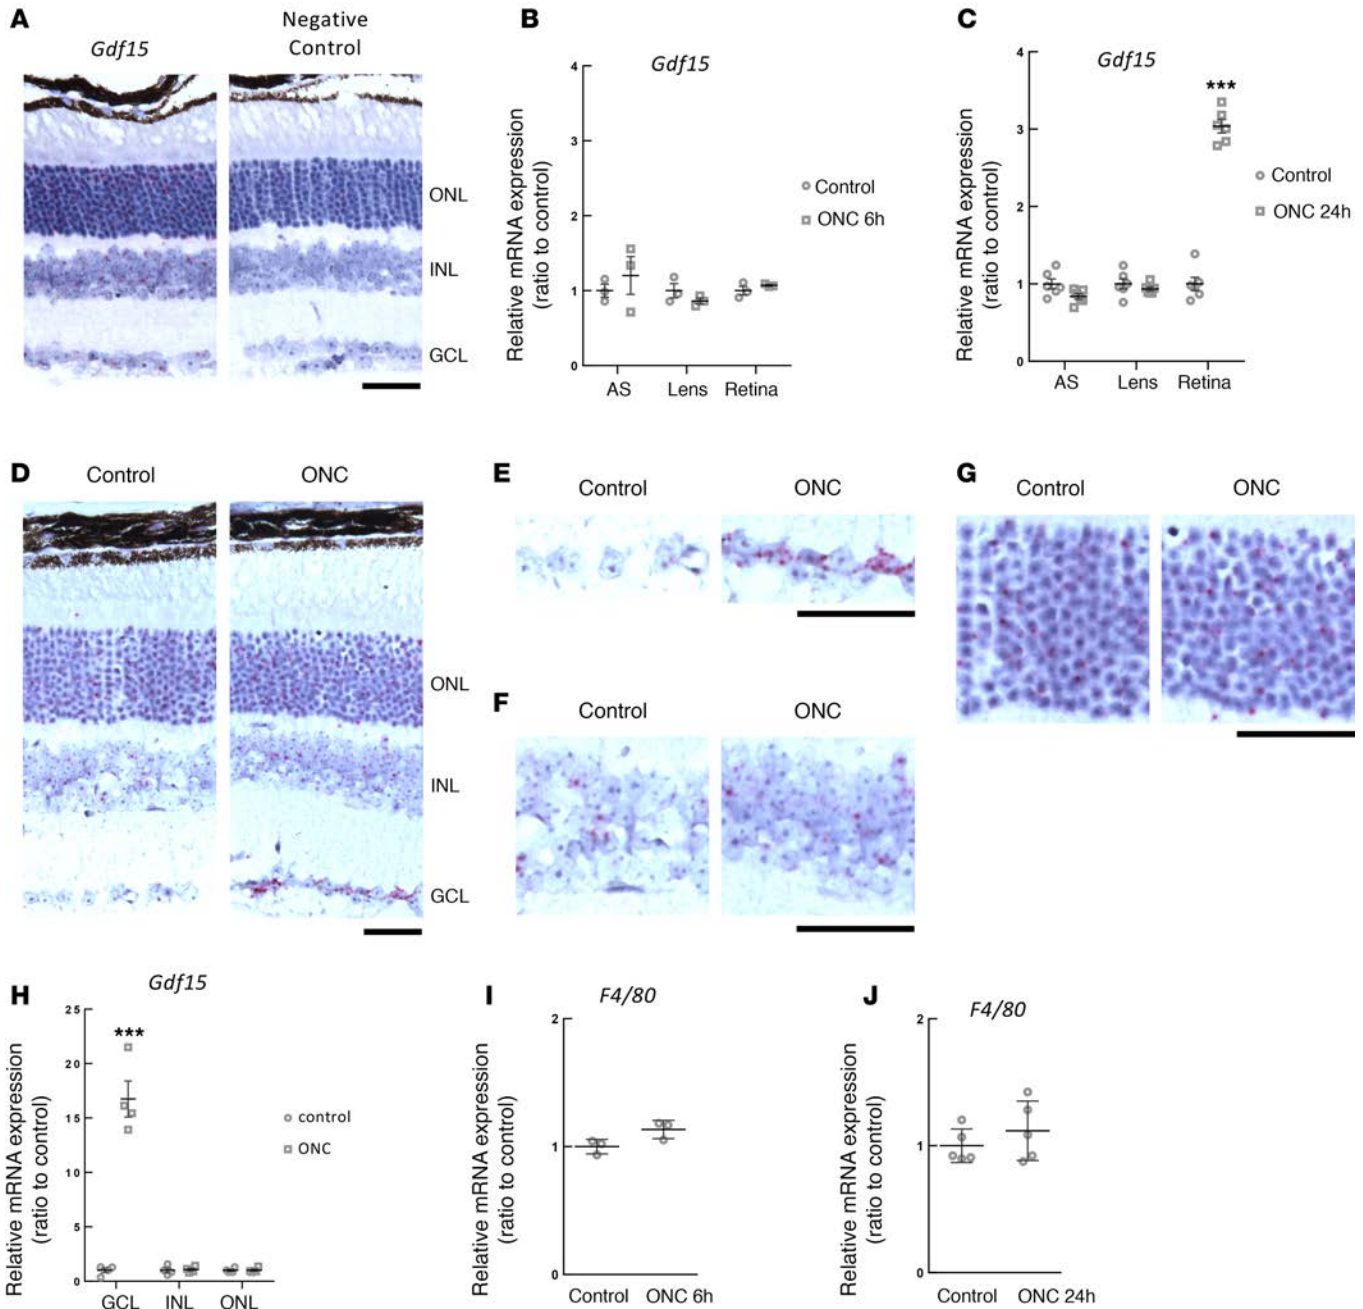 A
Gdf15
Negative
Control
ONL
INL
GCL
B
Gdf15
Relative mRNA expression
(ratio to control)
4
3
2
1
0
AS Lens Retina
Control
ONC 6h
C
Gdf15
***
Relative mRNA expression
(ratio to control)
4
3
2
1
0
AS Lens Retina
Control
ONC 24h
D
Control ONC
ONL
INL
GCL
E
Control ONC
F
Control ONC
G
Control ONC
H
Gdf15
***
Relative mRNA expression
(ratio to control)
25
20
15
10
5
0
GCL INL ONL
control
ONC
I
F4/80
Relative mRNA expression
(ratio to control)
2
1
0
Control ONC 6h
J
F4/80
Relative mRNA expression
(ratio to control)
2
1
0
Control ONC 24h